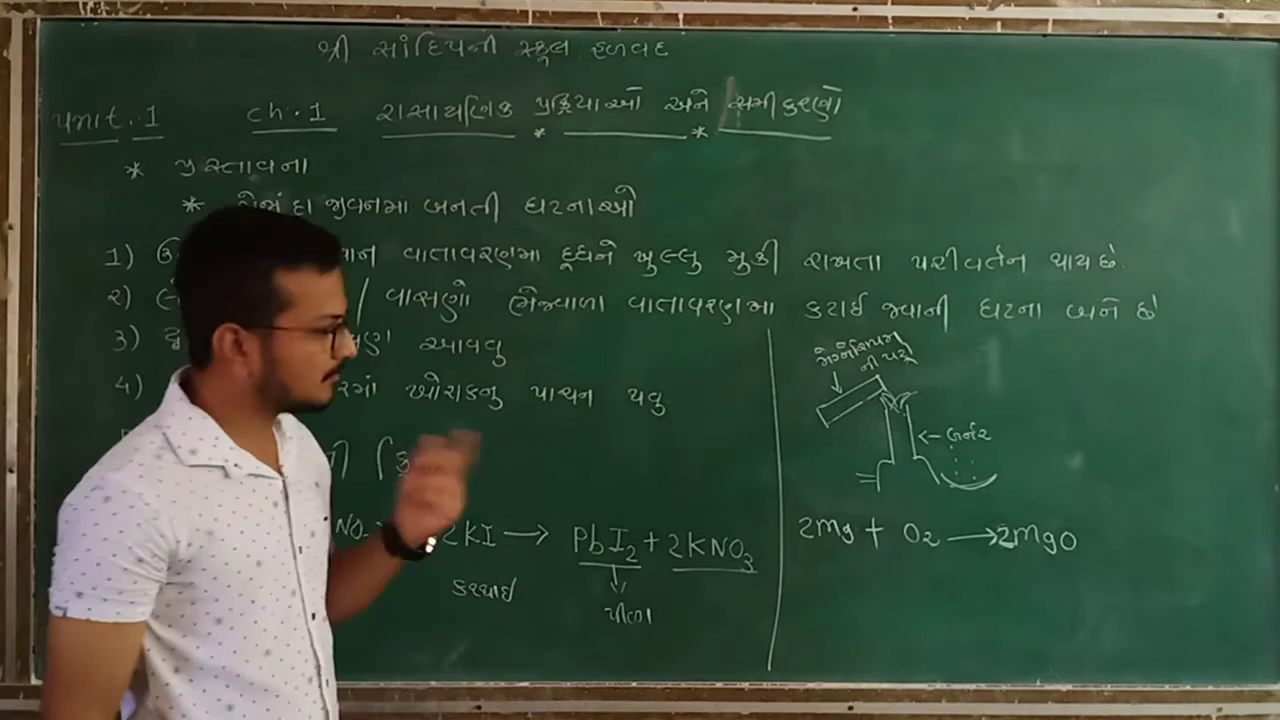 શ્રી સાંદિપની સ્કૂલ હળવદ
Unit.1 ch.1 રાસાયણિક પ્રક્રિયાઓ અને સમીકરણો
* પ્રસ્તાવના
* જીવનમા બનતી ઘટનાઓ
1) વાતાવરણમા દૂધને ખુલ્લુ મુકી રાખતા પરીવર્તન થાય છે.
૨) / વાસણો ભેજવાળા વાતાવરણમા કટાઈ જવાની ઘટના બને છે
3) આવવુ
4) ખોરાકનુ પાચન થવુ
2KI → PbI₂ + 2KNO₃
કથ્થાઈ
પીળા
મેગ્નેશિયમ
ની પટ્ટી
બર્નર
2Mg + O₂ → 2MgO